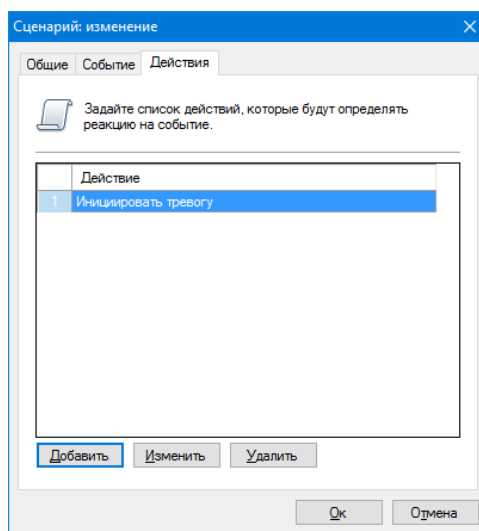 Сценарий: изменение
Общие Событие Действия
Задайте список действий, которые будут определять
реакцию на событие.
Действие
1 Инициировать тревогу
Добавить Изменить Удалить
Ок Отмена